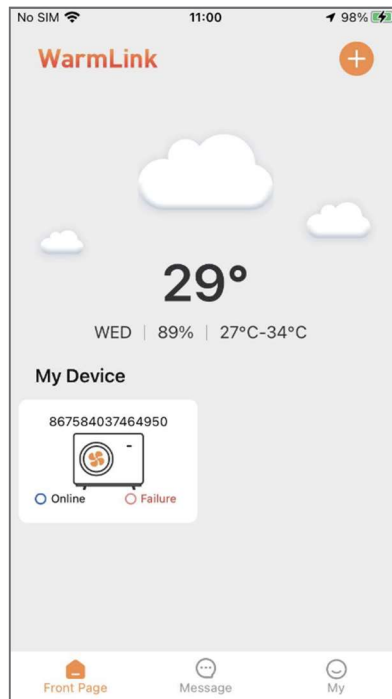 No SIM 11:00 98%
WarmLink
29°
WED | 89% | 27°C-34°C
My Device
867584037464950
Online Failure
Front Page Message My